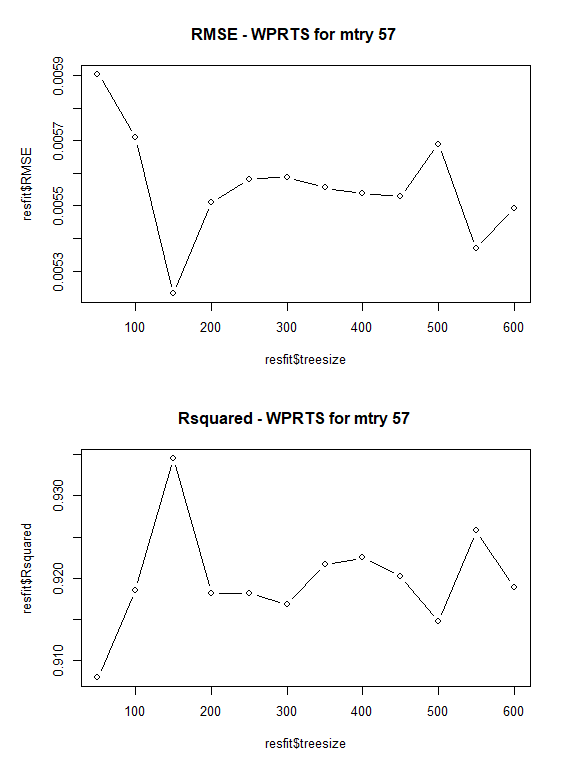 RMSE - WPRTS for mtry 57
resfit$RMSE
0.0059
0.0057
0.0055
0.0053
100 200 300 400 500 600
resfit$treesize
Rsquared - WPRTS for mtry 57
resfit$Rsquared
0.930
0.920
0.910
100 200 300 400 500 600
resfit$treesize